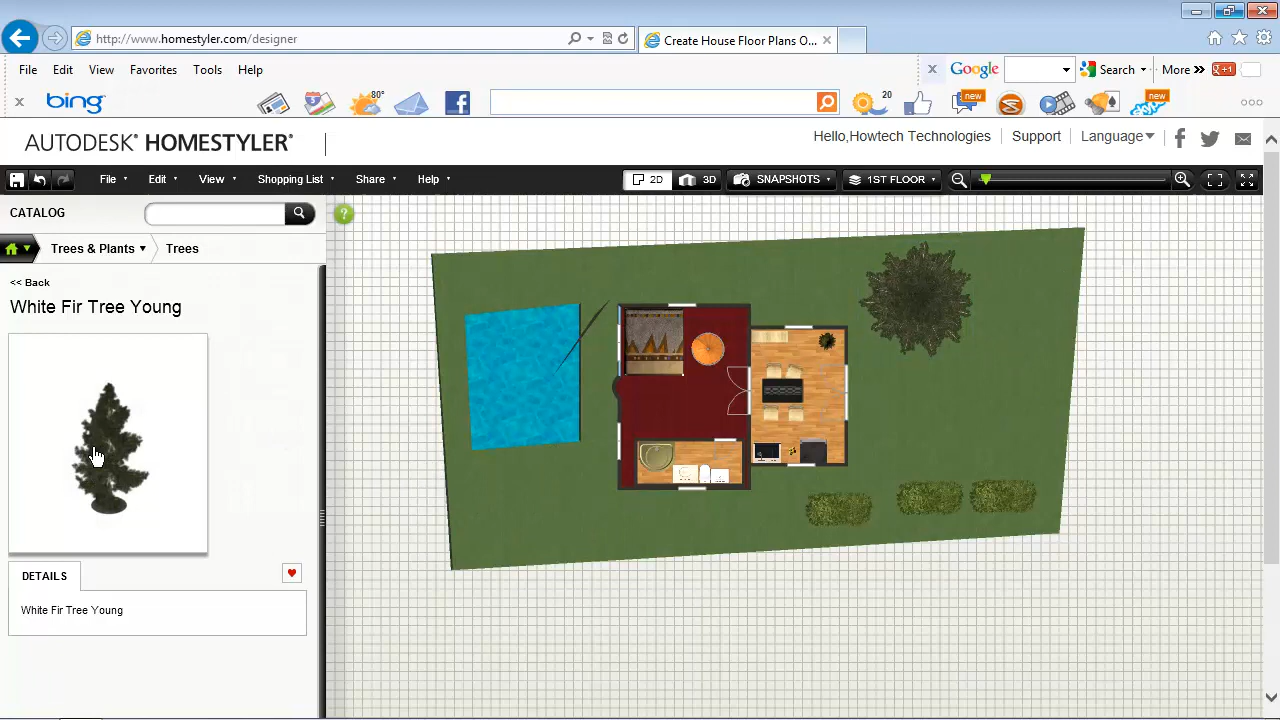 http://www.homestyler.com/designer
Create House Floor Plans O...
File Edit View Favorites Tools Help
Google Search More »
+1
bing 80° 20 new new
AUTODESK® HOMESTYLER®
Hello,Howtech Technologies Support Language
File Edit View Shopping List Share Help 2D 3D SNAPSHOTS 1ST FLOOR
CATALOG
Trees & Plants Trees
<< Back
White Fir Tree Young
DETAILS
White Fir Tree Young